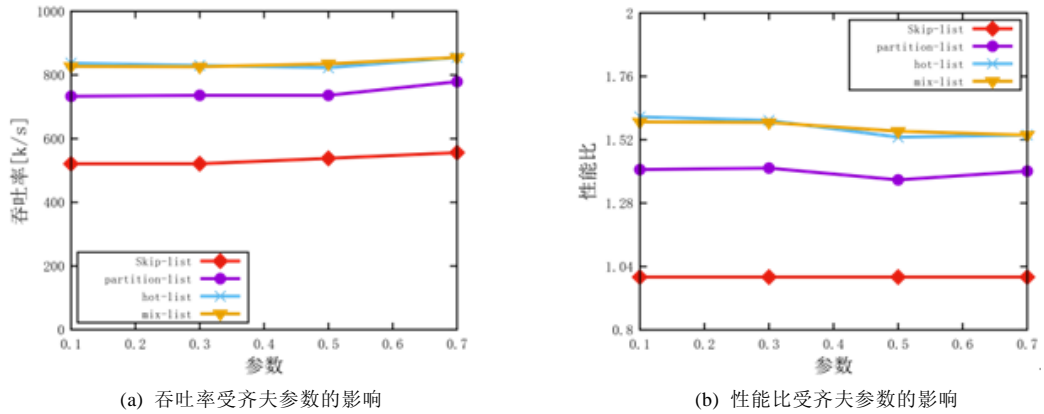 1000
800
600
400
200
0
吞吐率[k/s]
Skip-list
partition-list
hot-list
mix-list
0.1 0.2 0.3 0.4 0.5 0.6 0.7
参数
(a) 吞吐率受齐夫参数的影响
2
1.76
1.52
1.28
1.04
0.8
性能比
Skip-list
partition-list
hot-list
mix-list
0.1 0.2 0.3 0.4 0.5 0.6 0.7
参数
(b) 性能比受齐夫参数的影响